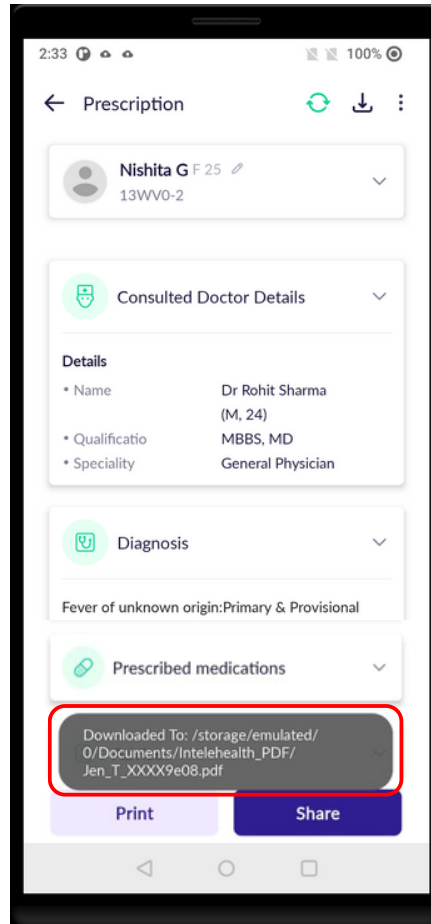 2:33 100%
Prescription
Nishita G F 25
13WV0-2
Consulted Doctor Details
Details
• Name Dr Rohit Sharma
(M, 24)
• Qualificatio MBBS, MD
• Speciality General Physician
Diagnosis
Fever of unknown origin:Primary & Provisional
Prescribed medications
Downloaded To: /storage/emulated/
0/Documents/Intelehealth_PDF/
Jen_T_XXXX9e08.pdf
Print Share